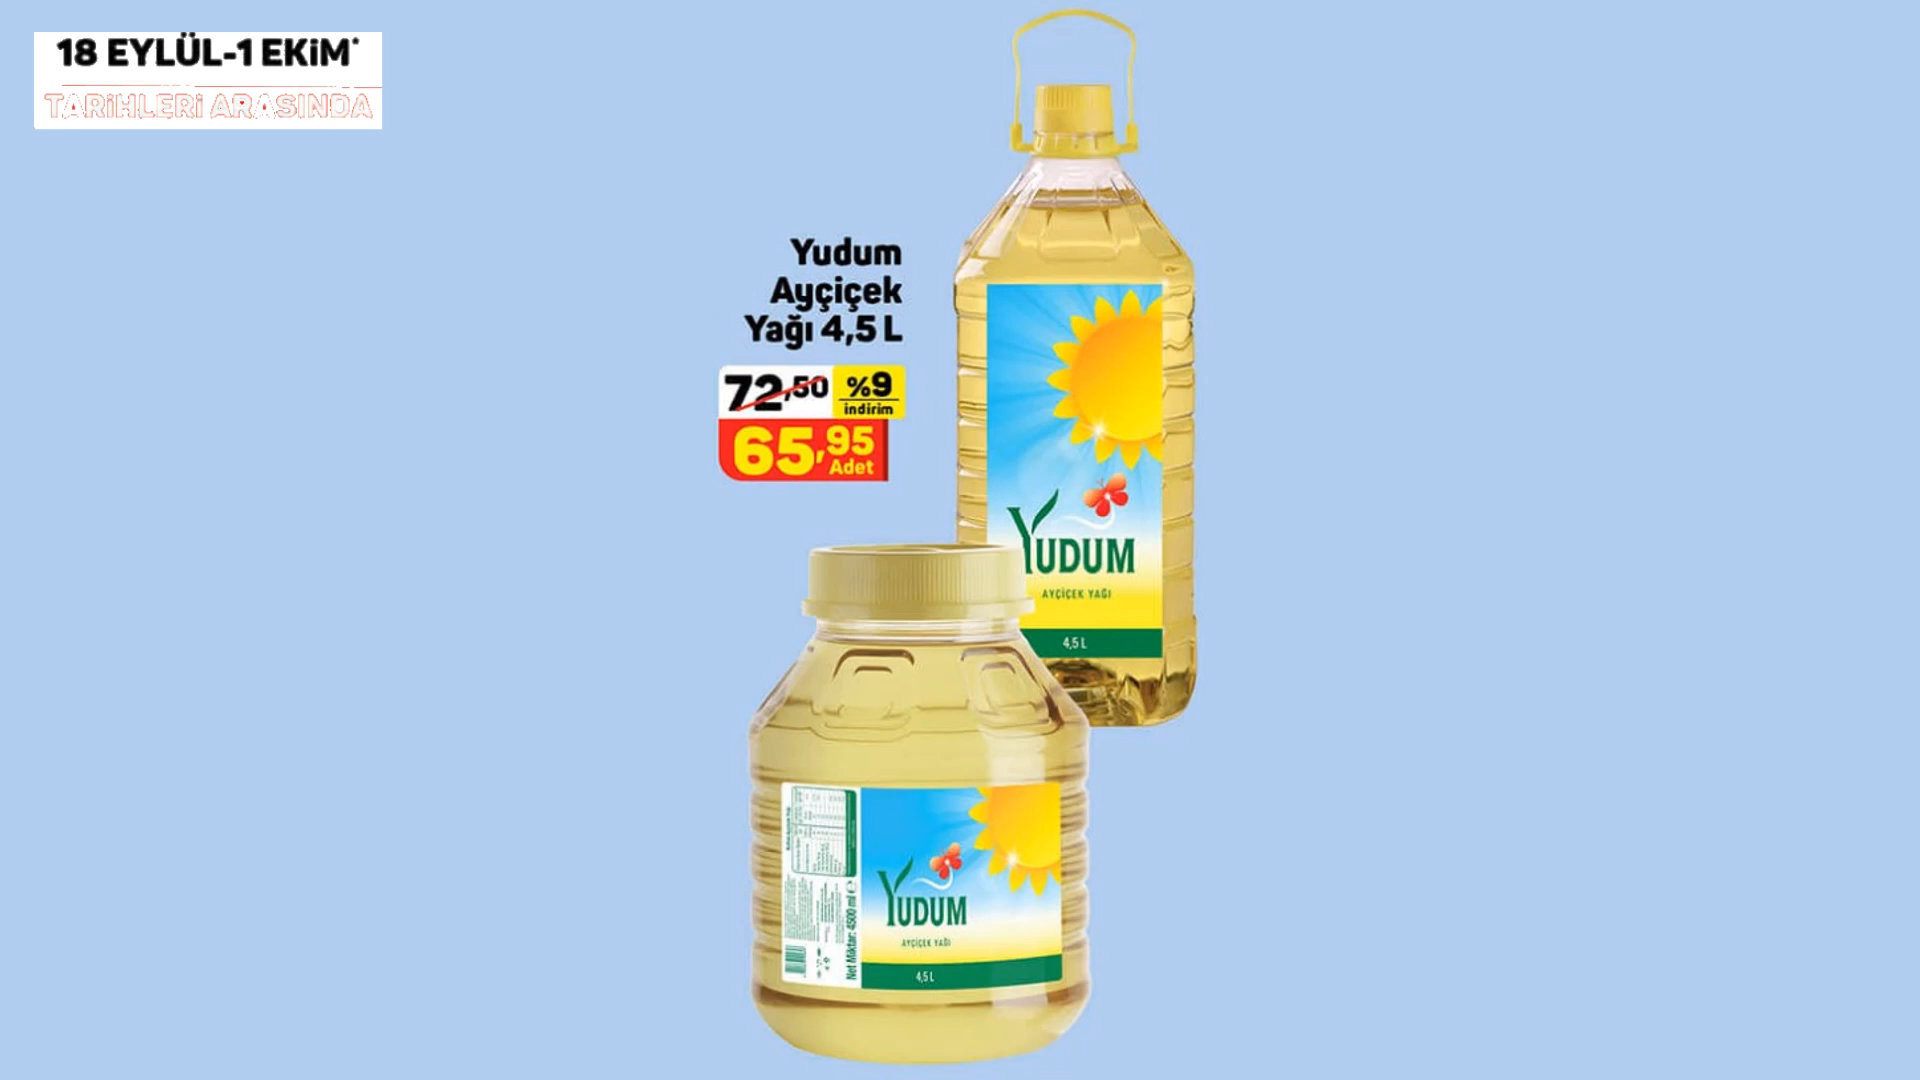 18 EYLÜL-1 EKİM*
TARİHLERİ ARASINDA
Yudum
Ayçiçek
Yağı 4,5 L
72,50
%9
indirim
65,95
Adet
YUDUM
AYÇİÇEK YAĞI
4,5 L
Net Miktar: 4500 ml e
YUDUM
AYÇİÇEK YAĞI
4,5 L